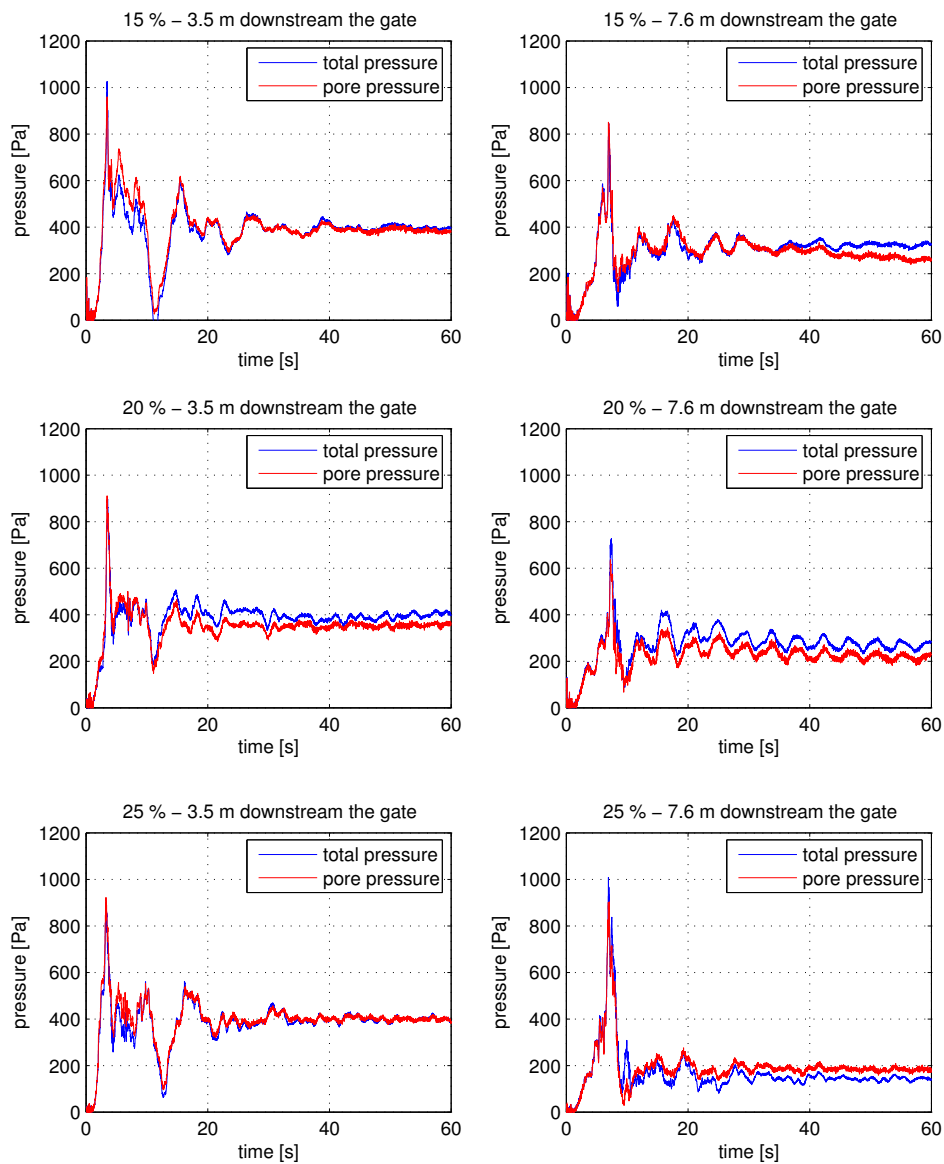 15 % − 3.5 m downstream the gate
1200
1000
800
600
400
200
0
pressure [Pa]
total pressure
pore pressure
0
20
40
60
time [s]
15 % − 7.6 m downstream the gate
1200
1000
800
600
400
200
0
pressure [Pa]
total pressure
pore pressure
0
20
40
60
time [s]
20 % − 3.5 m downstream the gate
1200
1000
800
600
400
200
0
pressure [Pa]
total pressure
pore pressure
0
20
40
60
time [s]
20 % − 7.6 m downstream the gate
1200
1000
800
600
400
200
0
pressure [Pa]
total pressure
pore pressure
0
20
40
60
time [s]
25 % − 3.5 m downstream the gate
1200
1000
800
600
400
200
0
pressure [Pa]
total pressure
pore pressure
0
20
40
60
time [s]
25 % − 7.6 m downstream the gate
1200
1000
800
600
400
200
0
pressure [Pa]
total pressure
pore pressure
0
20
40
60
time [s]